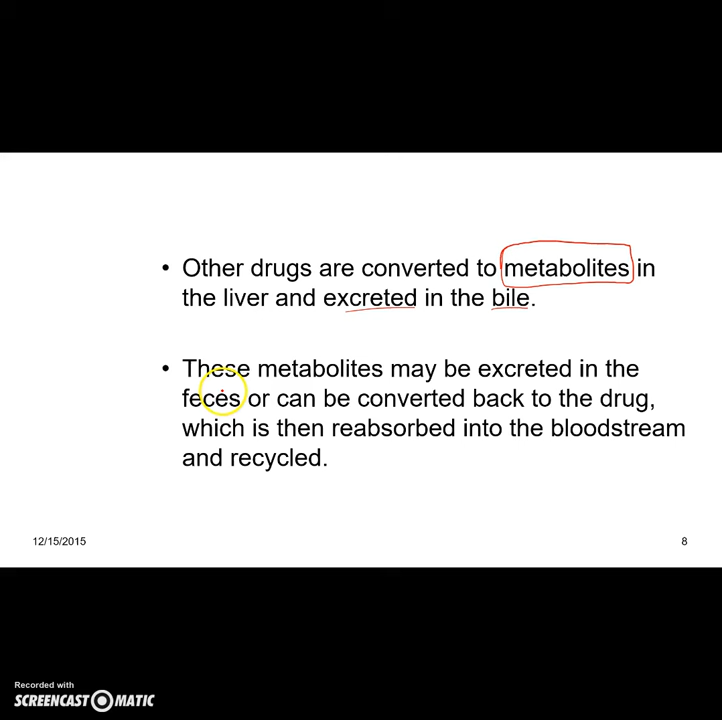 • Other drugs are converted to metabolites in
the liver and excreted in the bile.
• These metabolites may be excreted in the
feces or can be converted back to the drug,
which is then reabsorbed into the bloodstream
and recycled.
12/15/2015
8
Recorded with
SCREENCAST MATIC